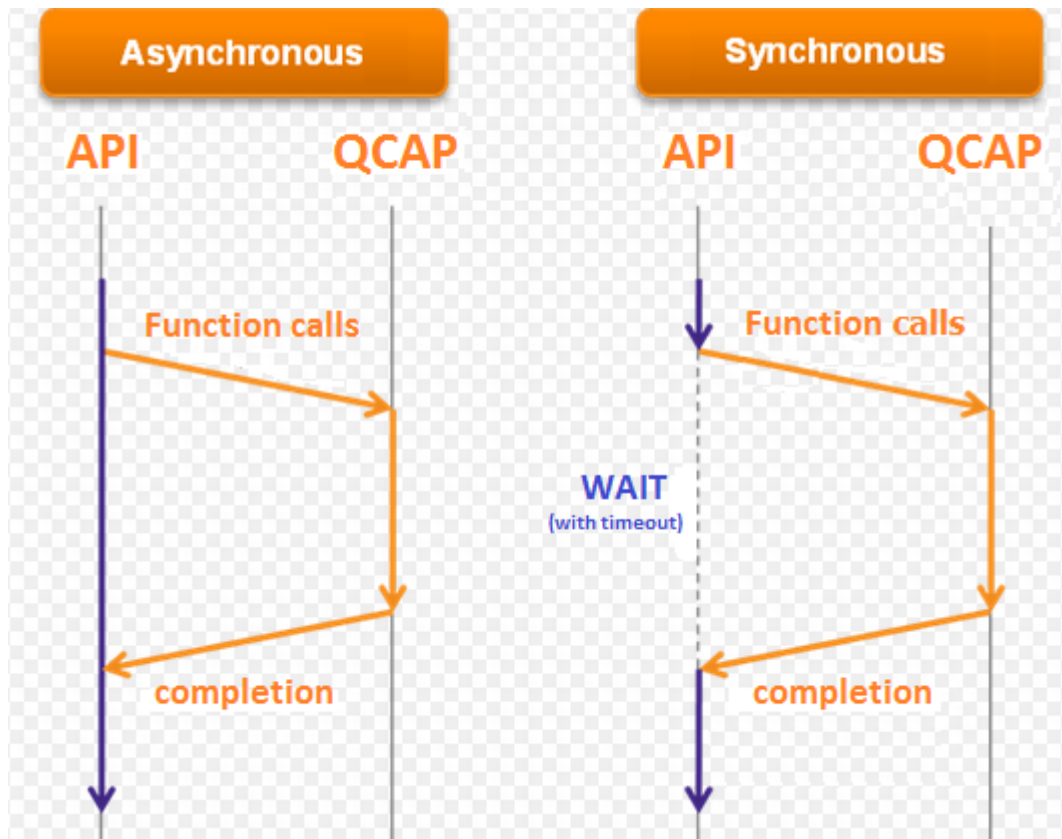 Asynchronous
Synchronous
API
QCAP
API
QCAP
Function calls
Function calls
WAIT
(with timeout)
completion
completion